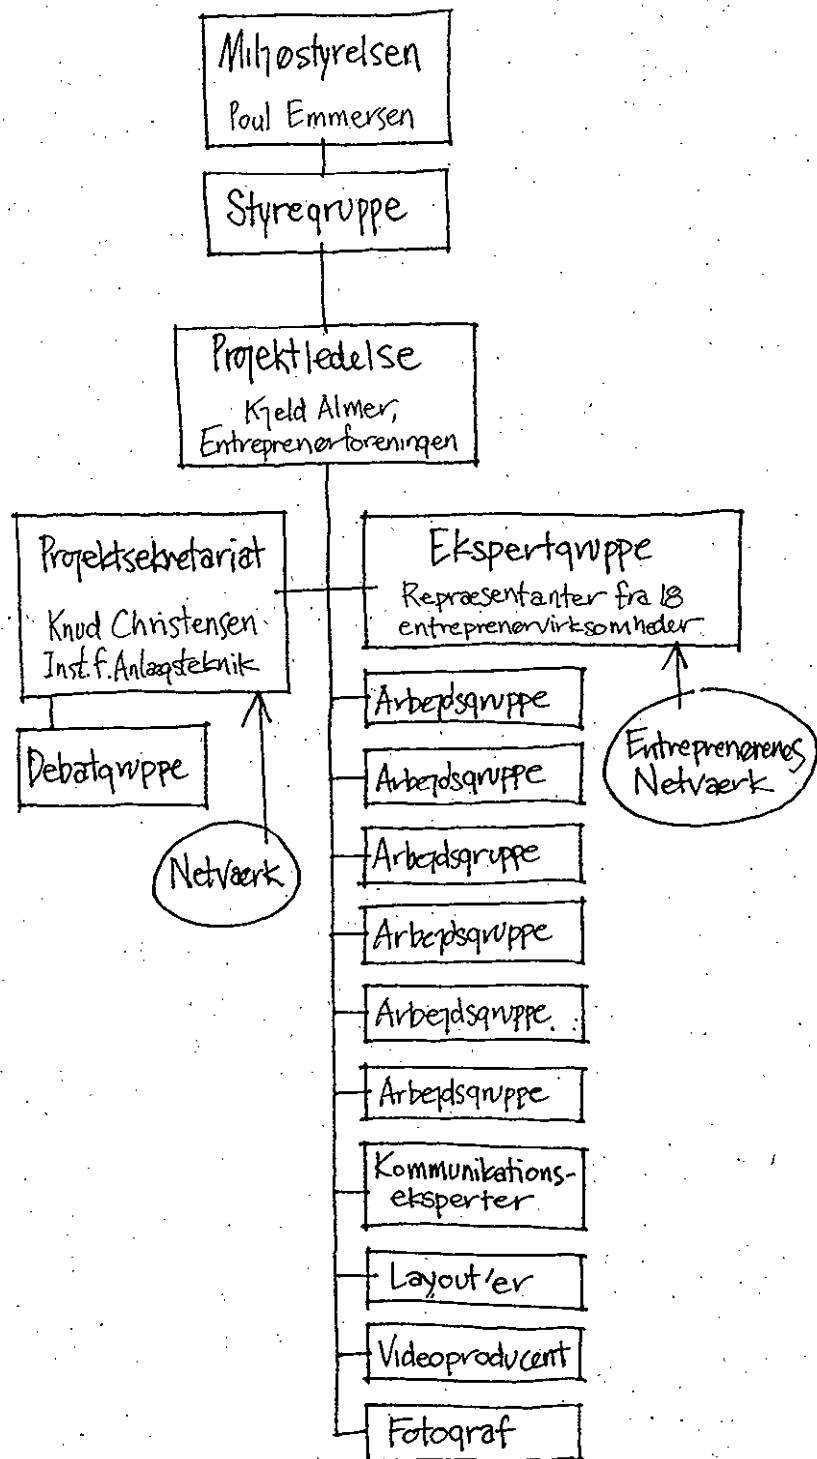 Miljøstyrelsen
Poul Emmersen
Styregruppe
Projektledelse
Kjeld Almer,
Entreprenørforeningen
Projektsekretariat
Knud Christensen
Inst. f. Anlægsteknik
Ekspertgruppe
Repræsentanter fra 18
entreprenørvirksomheder
Debatgruppe
Netværk
Entreprenørenes
Netværk
Arbejdsgruppe
Arbejdsgruppe
Arbejdsgruppe
Arbejdsgruppe
Arbejdsgruppe
Arbejdsgruppe
Kommunikations-
eksperter
Layout'er
Videoproducent
Fotograf